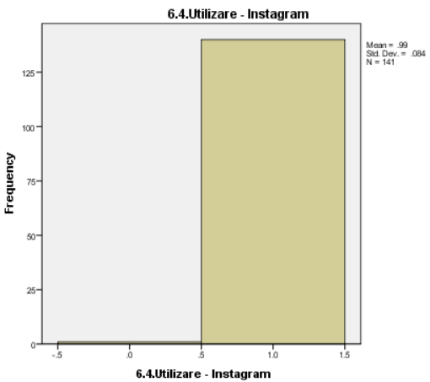 6.4.Utilizare - Instagram
Mean = .99
Std. Dev. = .084
N = 141
125
100
75
50
25
0
Frequency
-.5
.0
.5
1.0
1.5
6.4.Utilizare - Instagram